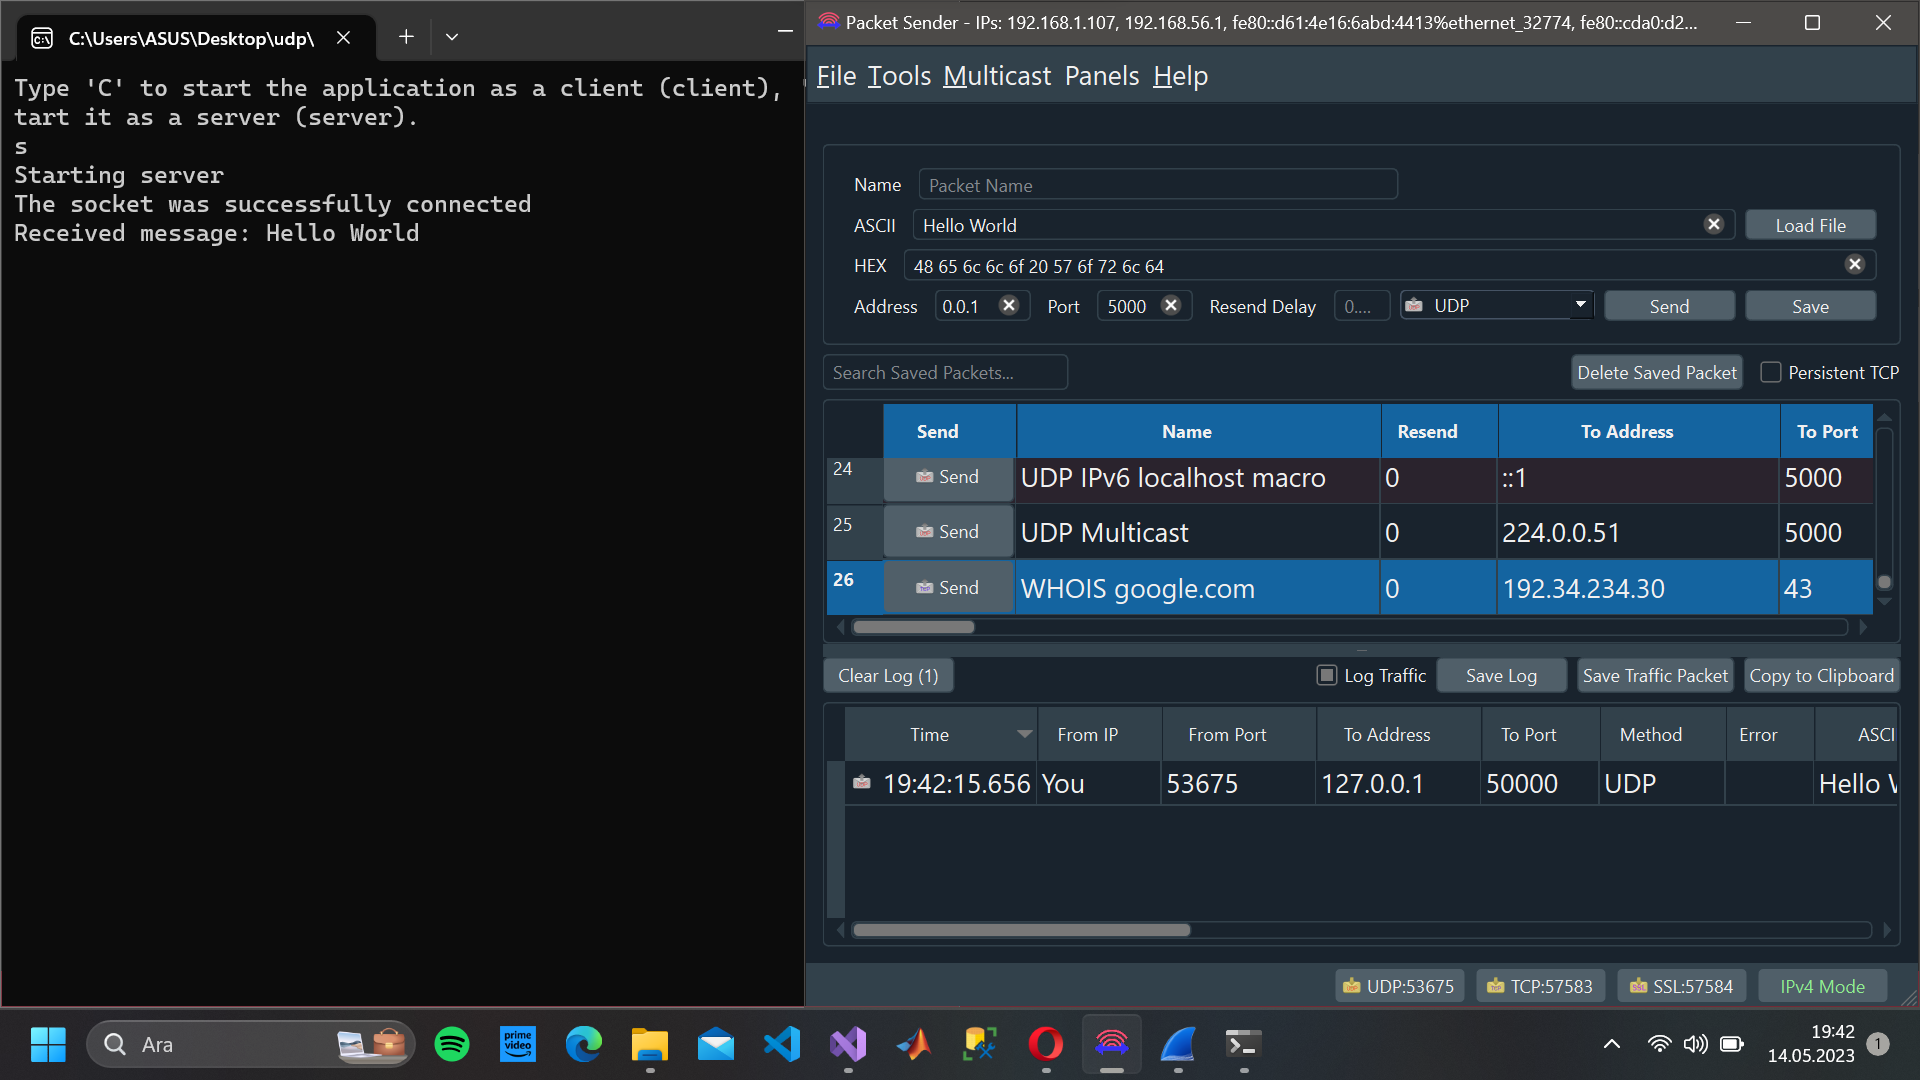 C:\Users\ASUS\Desktop\udp\
Type 'C' to start the application as a client (client),
tart it as a server (server).
s
Starting server
The socket was successfully connected
Received message: Hello World
Packet Sender - IPs: 192.168.1.107, 192.168.56.1, fe80::d61:4e16:6abd:4413%ethernet_32774, fe80::cda0:d2...
File Tools Multicast Panels Help
Name Packet Name
ASCII Hello World Load File
HEX 48 65 6c 6c 6f 20 57 6f 72 6c 64
Address 0.0.1 Port 5000 Resend Delay 0.... UDP Send Save
Search Saved Packets... Delete Saved Packet Persistent TCP
Send Name Resend To Address To Port
24 Send UDP IPv6 localhost macro 0 ::1 5000
25 Send UDP Multicast 0 224.0.0.51 5000
26 Send WHOIS google.com 0 192.34.234.30 43
Clear Log (1) Log Traffic Save Log Save Traffic Packet Copy to Clipboard
Time From IP From Port To Address To Port Method Error ASCI
19:42:15.656 You 53675 127.0.0.1 50000 UDP Hello W
UDP:53675 TCP:57583 SSL:57584 IPv4 Mode
Ara
prime video
19:42
14.05.2023
1